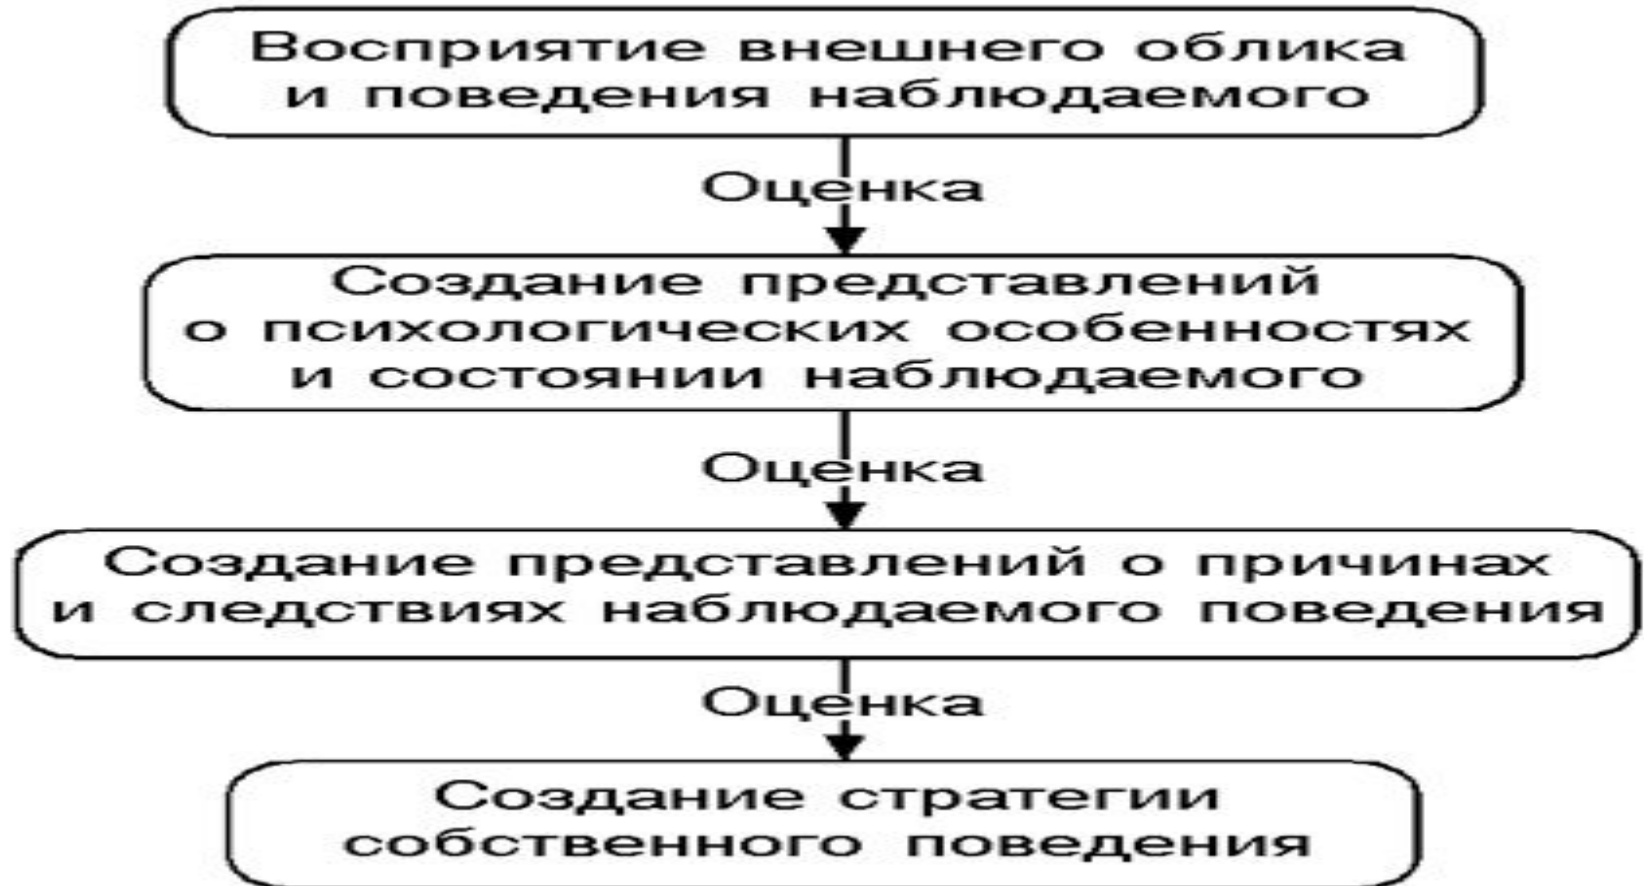 Восприятие внешнего облика
и поведения наблюдаемого
Оценка
Создание представлений
о психологических особенностях
и состоянии наблюдаемого
Оценка
Создание представлений о причинах
и следствиях наблюдаемого поведения
Оценка
Создание стратегии
собственного поведения